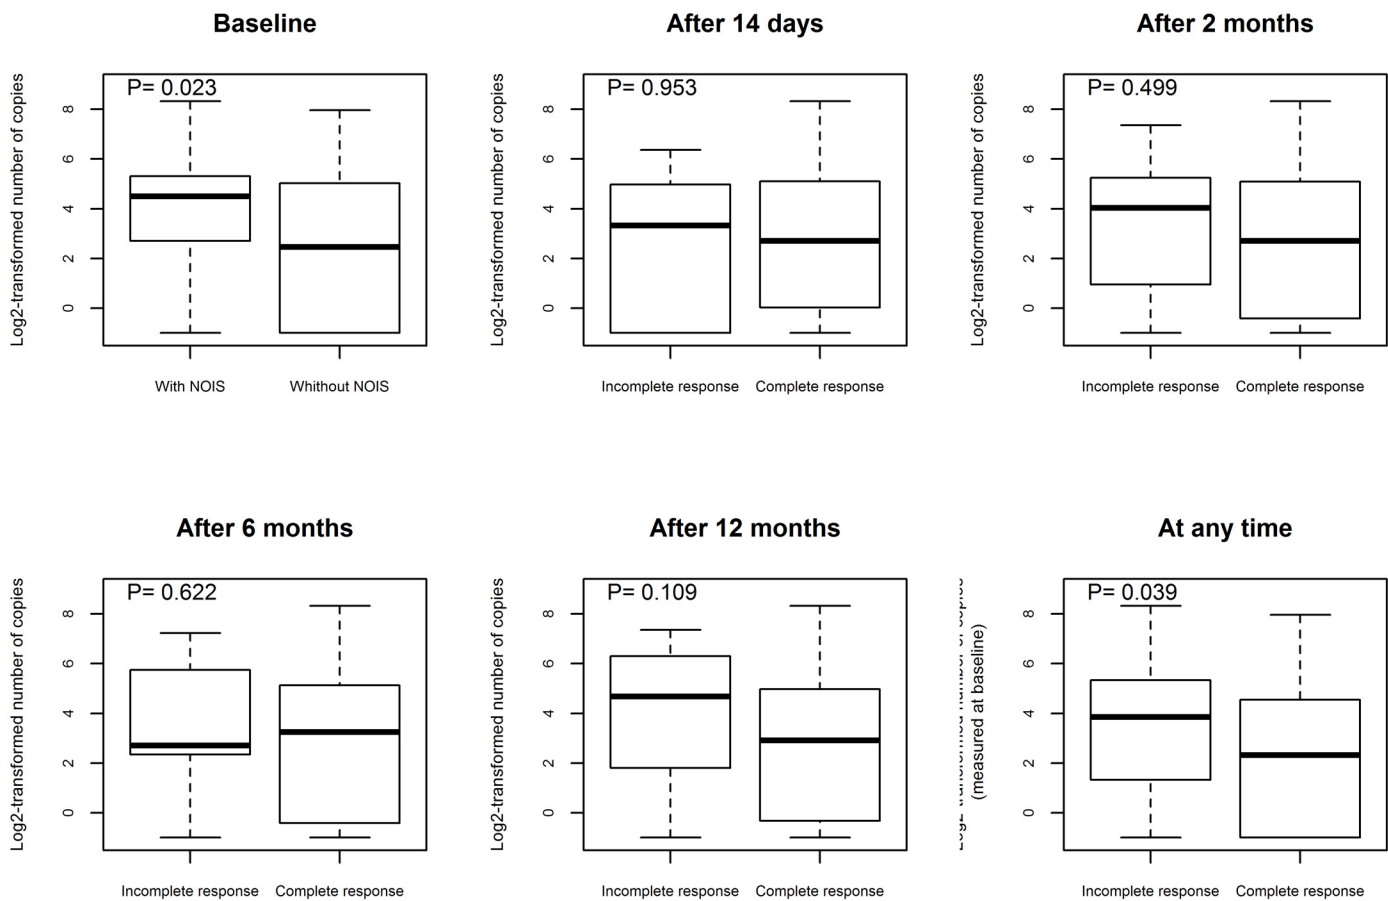 Baseline
Log2-transformed number of copies
P= 0.023
8
6
4
2
0
With NOIS Whithout NOIS
After 14 days
Log2-transformed number of copies
P= 0.953
8
6
4
2
0
Incomplete response Complete response
After 2 months
Log2-transformed number of copies
P= 0.499
8
6
4
2
0
Incomplete response Complete response
After 6 months
Log2-transformed number of copies
P= 0.622
8
6
4
2
0
Incomplete response Complete response
After 12 months
Log2-transformed number of copies
P= 0.109
8
6
4
2
0
Incomplete response Complete response
At any time
Log2-transformed number of copies
(measured at baseline)
P= 0.039
8
6
4
2
0
Incomplete response Complete response